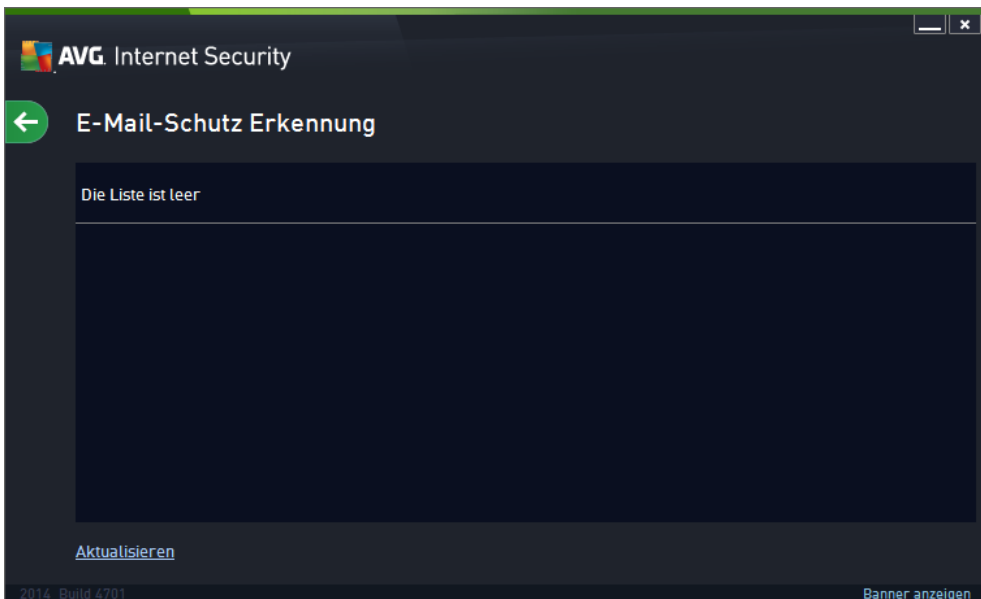 AVG. Internet Security
E-Mail-Schutz Erkennung
Die Liste ist leer
Aktualisieren
2014 Build 4701
Banner anzeigen